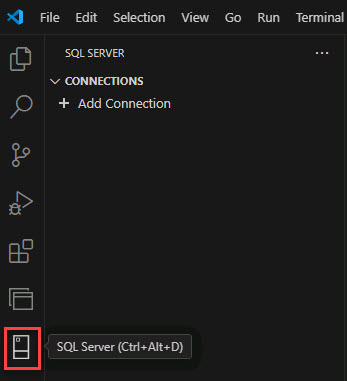 File Edit Selection View Go Run Terminal
SQL SERVER
CONNECTIONS
Add Connection
SQL Server (Ctrl+Alt+D)